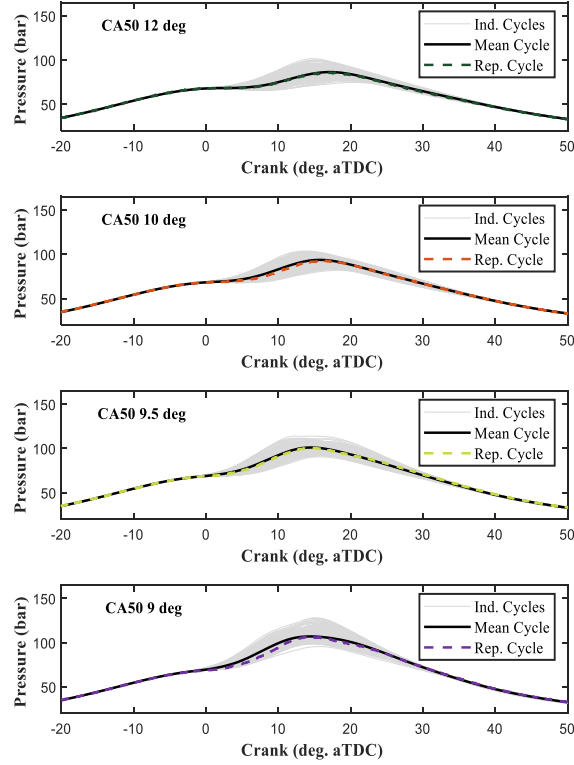 CA50 12 deg
Ind. Cycles
Mean Cycle
Rep. Cycle
Pressure (bar)
150
100
50
-20 -10 0 10 20 30 40 50
Crank (deg. aTDC)
CA50 10 deg
Ind. Cycles
Mean Cycle
Rep. Cycle
Pressure (bar)
150
100
50
-20 -10 0 10 20 30 40 50
Crank (deg. aTDC)
CA50 9.5 deg
Ind. Cycles
Mean Cycle
Rep. Cycle
Pressure (bar)
150
100
50
-20 -10 0 10 20 30 40 50
Crank (deg. aTDC)
CA50 9 deg
Ind. Cycles
Mean Cycle
Rep. Cycle
Pressure (bar)
150
100
50
-20 -10 0 10 20 30 40 50
Crank (deg. aTDC)